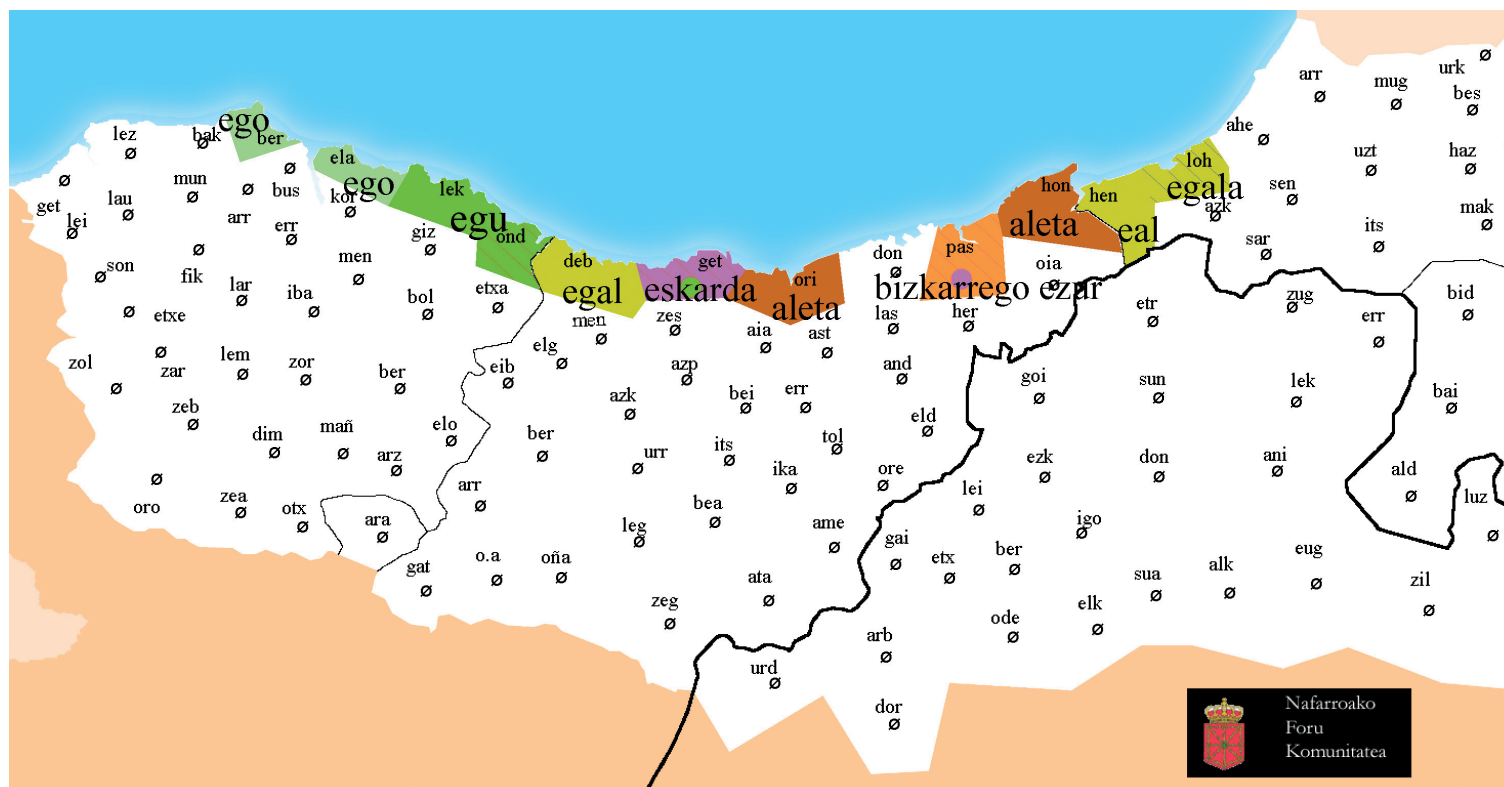 arr
mug
urk
bes
lez
bak
ego
ber
ahe
ela
loh
uzt
haz
get
mun
bus
ego
kor
lek
hon
hen
egala
sen
mak
lau
lei
arr
err
giz
egu
ond
aleta
eal
azk
its
son
fik
men
deb
get
don
pas
oia
sar
lar
iba
bol
etxa
egal
eskarda
ori
aleta
bizkarrego ezur
zug
bid
etxe
men
zes
aia
ast
las
her
etr
err
zol
zar
lem
zor
ber
eib
elg
azp
and
goi
sun
lek
bai
zeb
dim
mañ
elo
azk
bei
err
eld
ber
urr
its
tol
arz
ika
ore
ezk
don
ani
ald
oro
zea
otx
ara
arr
leg
bea
ame
lei
igo
luz
gat
o.a
oña
gai
etx
ber
eug
zeg
ata
sua
alk
zil
arb
ode
elk
urd
dor
Nafarroako
Foru
Komunitatea